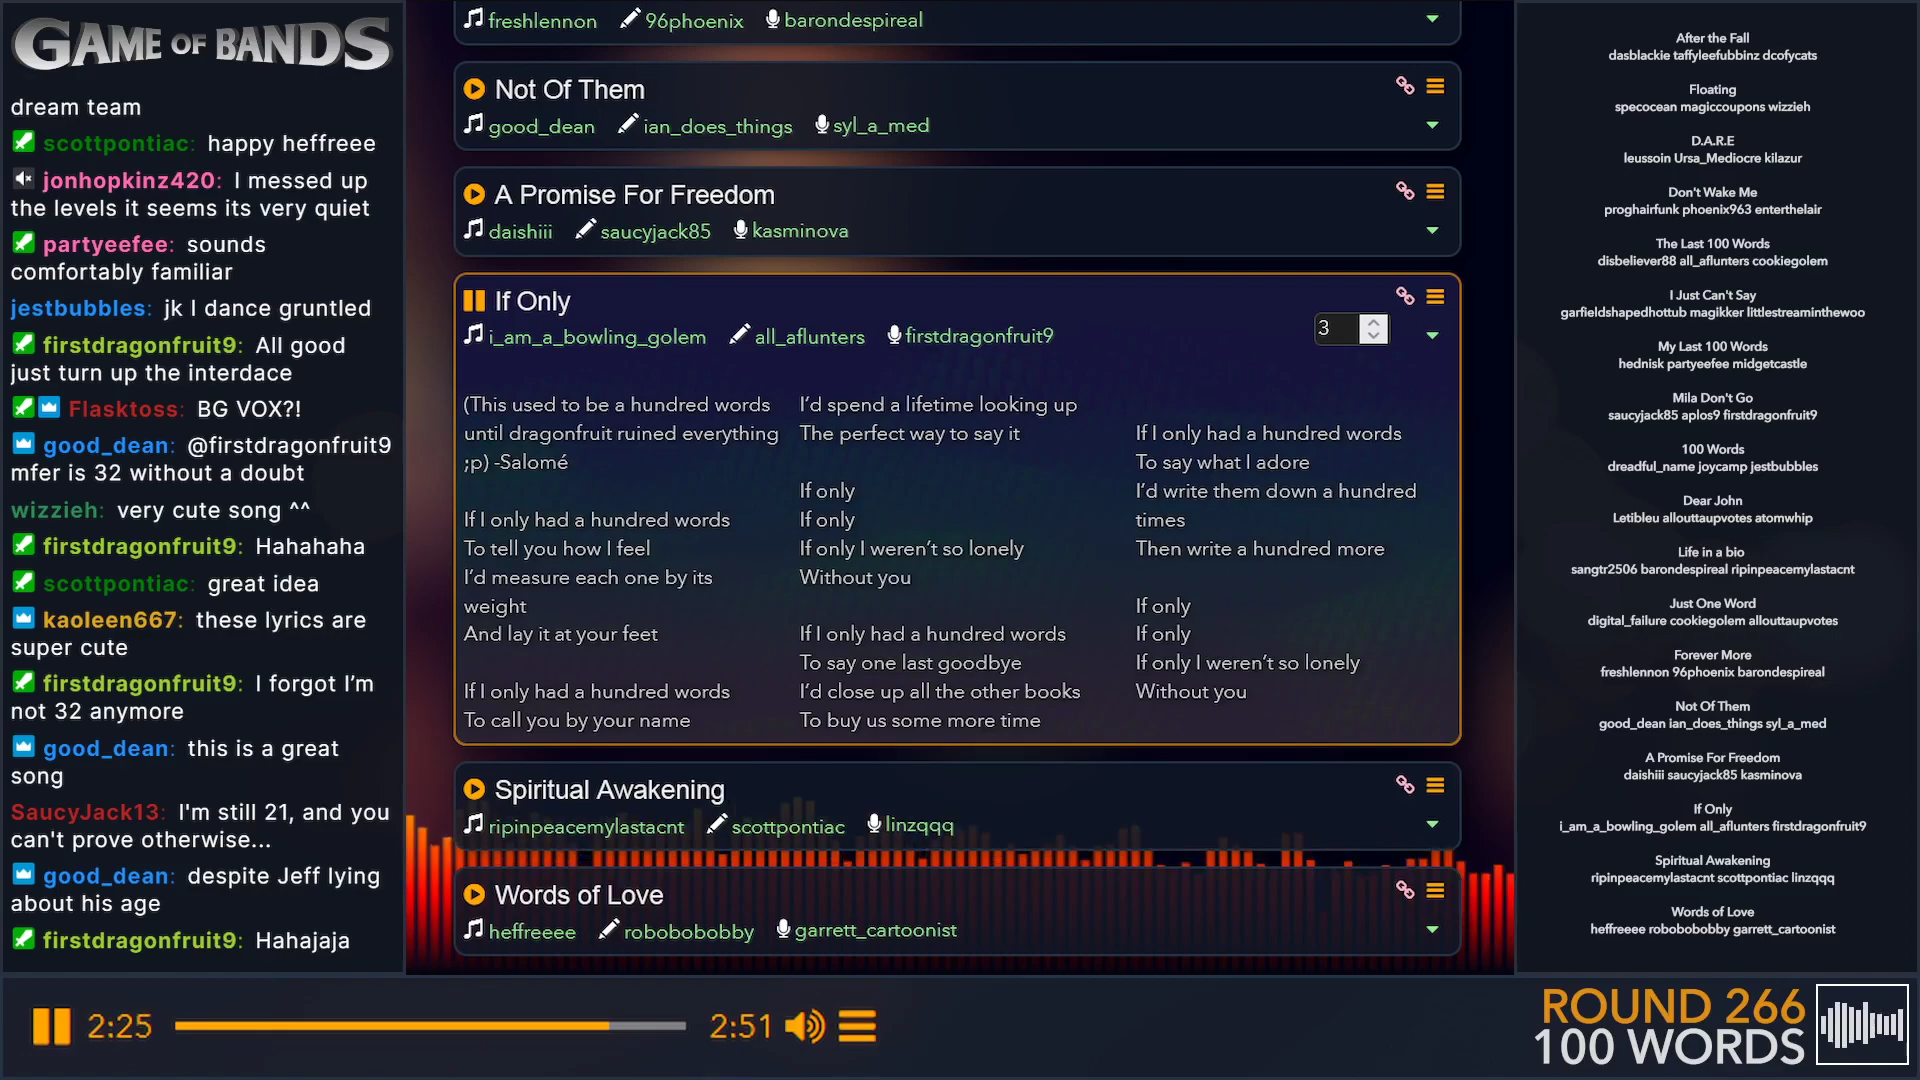 GAME OF BANDS
dream team
scottpontiac: happy heffreee
jonhopkinz420: I messed up
the levels it seems its very quiet
partyeefee: sounds
comfortably familiar
jestbubbles: jk I dance gruntled
firstdragonfruit9: All good
just turn up the interdace
Flasktoss: BG VOX?!
good_dean: @firstdragonfruit9
mfer is 32 without a doubt
wizzieh: very cute song ^^
firstdragonfruit9: Hahahaha
scottpontiac: great idea
kaoleen667: these lyrics are
super cute
firstdragonfruit9: I forgot I’m
not 32 anymore
good_dean: this is a great
song
SaucyJack13: I'm still 21, and you
can't prove otherwise...
good_dean: despite Jeff lying
about his age
firstdragonfruit9: Hahajaja
freshlennon 96phoenix barondespireal
Not Of Them
good_dean ian_does_things syl_a_med
A Promise For Freedom
daishiii saucyjack85 kasminova
If Only
i_am_a_bowling_golem all_aflunters firstdragonfruit9
3
(This used to be a hundred words
until dragonfruit ruined everything
;p) -Salomé
If I only had a hundred words
To tell you how I feel
I’d measure each one by its
weight
And lay it at your feet
If I only had a hundred words
To call you by your name
I’d spend a lifetime looking up
The perfect way to say it
If only
If only
If only I weren’t so lonely
Without you
If I only had a hundred words
To say one last goodbye
I’d close up all the other books
To buy us some more time
If I only had a hundred words
To say what I adore
I’d write them down a hundred
times
Then write a hundred more
If only
If only
If only I weren’t so lonely
Without you
Spiritual Awakening
ripinpeacemylastacnt scottpontiac linzqqq
Words of Love
heffreeee robobobobby garrett_cartoonist
After the Fall
dasblackie taffyleefubbinz dcofycats
Floating
specocean magiccoupons wizzieh
D.A.R.E
leussoin Ursa_Mediocre kilazur
Don't Wake Me
proghairfunk phoenix963 enterthelair
The Last 100 Words
disbeliever88 all_aflunters cookiegolem
I Just Can't Say
garfieldshapedhottub magikker littlestreaminthewoo
My Last 100 Words
hednisk partyeefee midgetcastle
Mila Don't Go
saucyjack85 aplos9 firstdragonfruit9
100 Words
dreadful_name joycamp jestbubbles
Dear John
Letibleu allouttaupvotes atomwhip
Life in a bio
sangtr2506 barondespireal ripinpeacemylastacnt
Just One Word
digital_failure cookiegolem allouttaupvotes
Forever More
freshlennon 96phoenix barondespireal
Not Of Them
good_dean ian_does_things syl_a_med
A Promise For Freedom
daishiii saucyjack85 kasminova
If Only
i_am_a_bowling_golem all_aflunters firstdragonfruit9
Spiritual Awakening
ripinpeacemylastacnt scottpontiac linzqqq
Words of Love
heffreeee robobobobby garrett_cartoonist
2:25
2:51
ROUND 266
100 WORDS